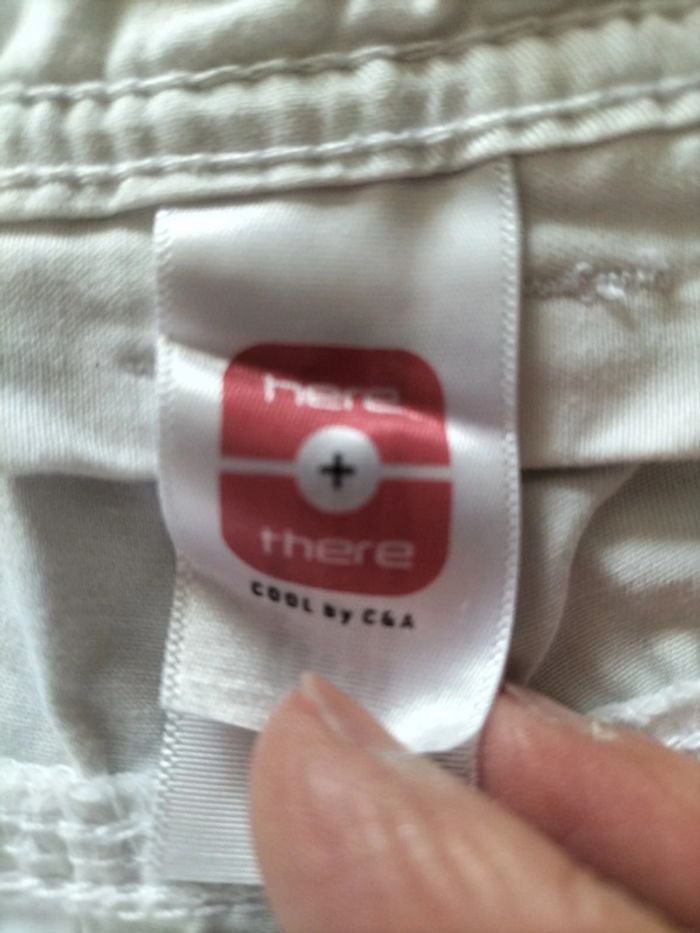 here
+
there
COOL by C&A